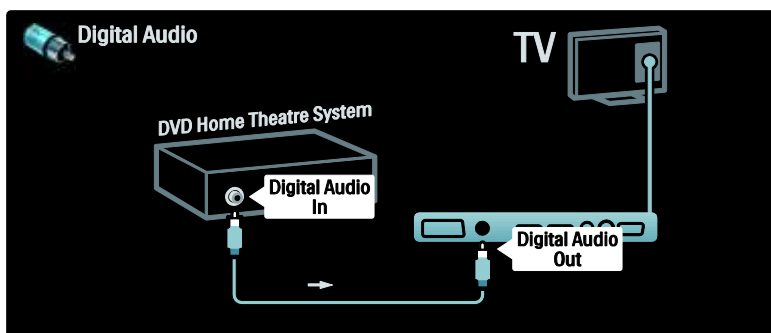 Digital Audio
TV
DVD Home Theatre System
Digital Audio
In
Digital Audio
Out